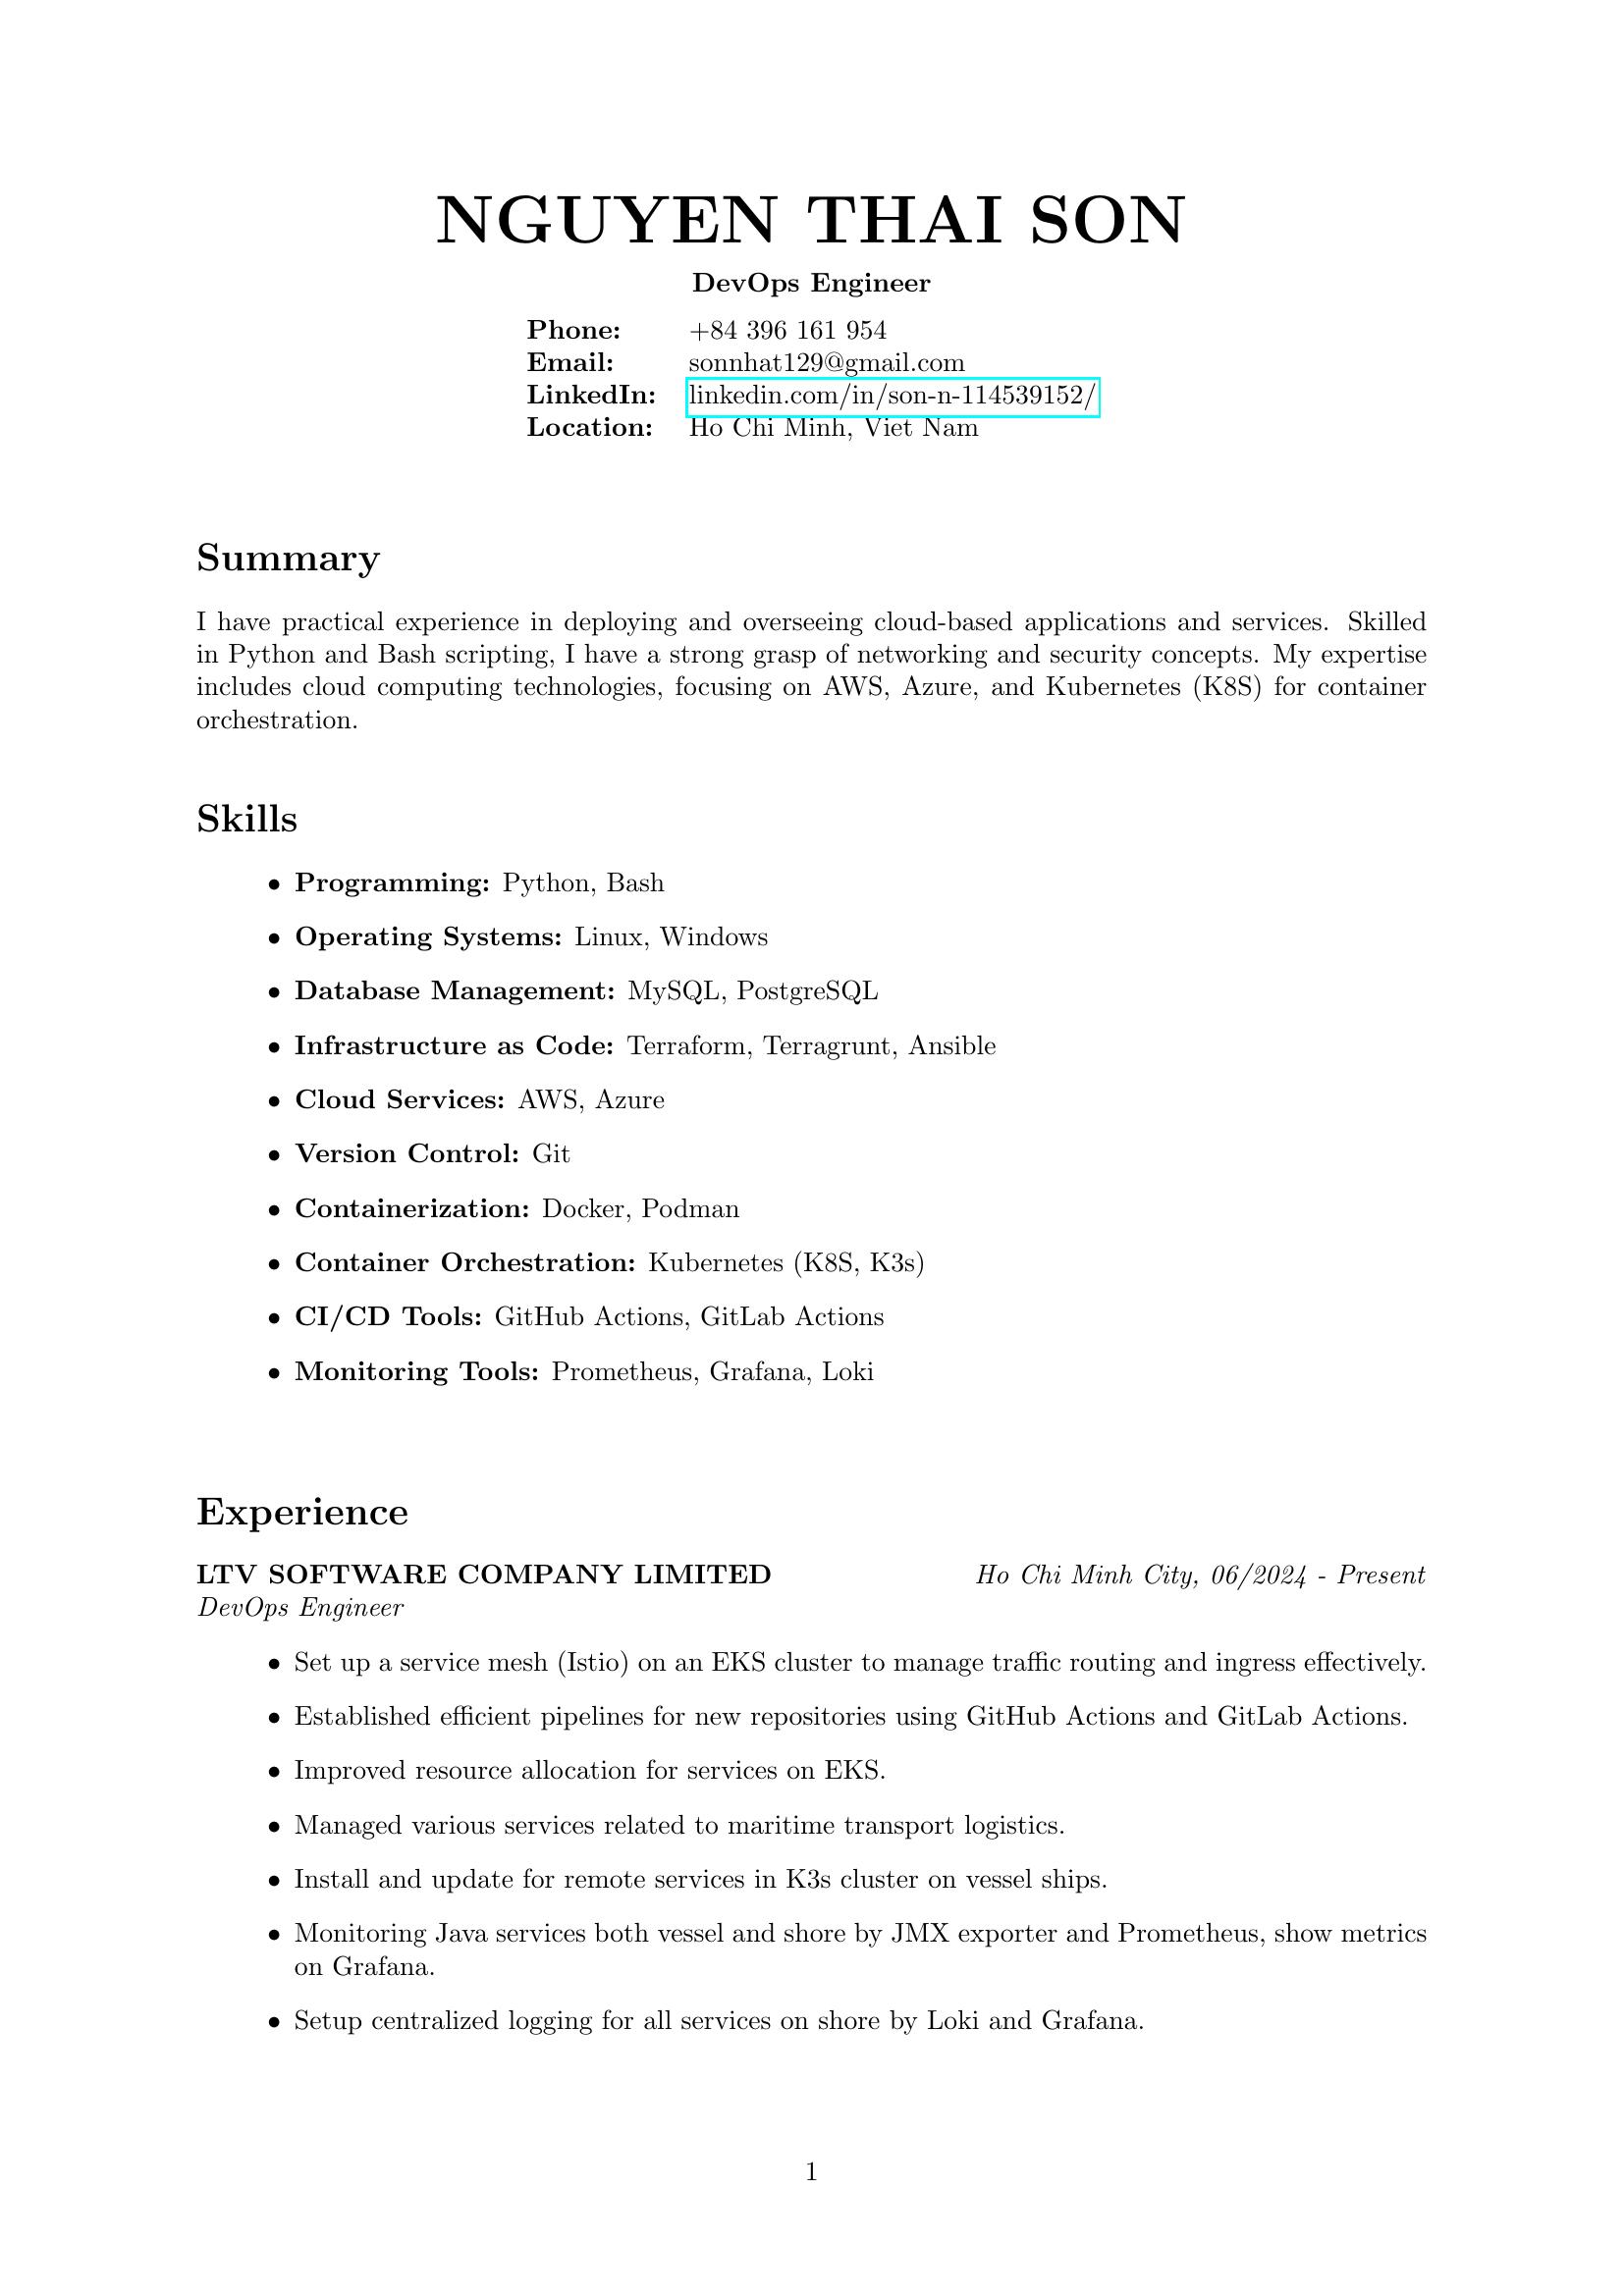 NGUYEN THAI SON
DevOps Engineer
Phone: +84 396 161 954
Email: sonnhat129@gmail.com
LinkedIn: linkedin.com/in/son-n-114539152/
Location: Ho Chi Minh, Viet Nam
Summary
I have practical experience in deploying and overseeing cloud-based applications and services. Skilled
in Python and Bash scripting, I have a strong grasp of networking and security concepts. My expertise
includes cloud computing technologies, focusing on AWS, Azure, and Kubernetes (K8S) for container
orchestration.
Skills
• Programming: Python, Bash
• Operating Systems: Linux, Windows
• Database Management: MySQL, PostgreSQL
• Infrastructure as Code: Terraform, Terragrunt, Ansible
• Cloud Services: AWS, Azure
• Version Control: Git
• Containerization: Docker, Podman
• Container Orchestration: Kubernetes (K8S, K3s)
• CI/CD Tools: GitHub Actions, GitLab Actions
• Monitoring Tools: Prometheus, Grafana, Loki
Experience
LTV SOFTWARE COMPANY LIMITED Ho Chi Minh City, 06/2024 - Present
DevOps Engineer
• Set up a service mesh (Istio) on an EKS cluster to manage traffic routing and ingress effectively.
• Established efficient pipelines for new repositories using GitHub Actions and GitLab Actions.
• Improved resource allocation for services on EKS.
• Managed various services related to maritime transport logistics.
• Install and update for remote services in K3s cluster on vessel ships.
• Monitoring Java services both vessel and shore by JMX exporter and Prometheus, show metrics
on Grafana.
• Setup centralized logging for all services on shore by Loki and Grafana.
1